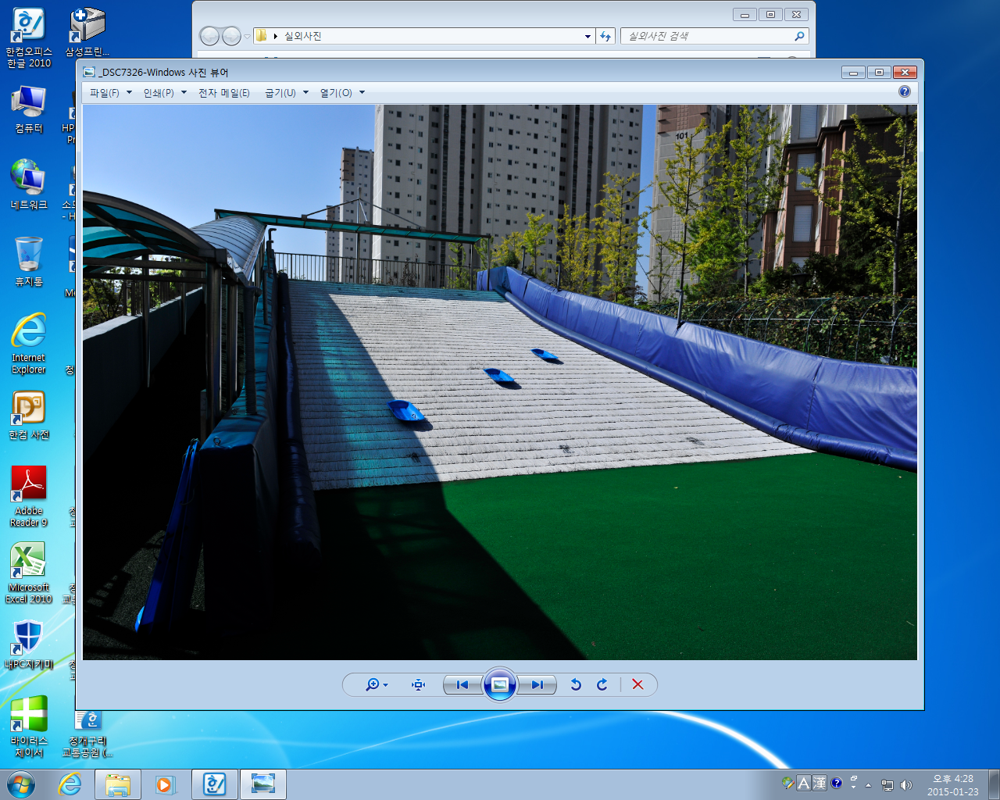 한컴오피스
한글 2010
삼성프린...
컴퓨터
HP
네트워크
휴지통
Internet
Explorer
한컴 사전
Adobe
Reader 9
Microsoft
Excel 2010
내PC지키미
바이러스
체이서
청개구리
교통공원 (...
실외사진
실외사진 검색
_DSC7326-Windows 사진 뷰어
파일(F)
인쇄(P)
전자 메일(E)
굽기(U)
열기(O)
101
A 漢
오후 4:28
2015-01-23